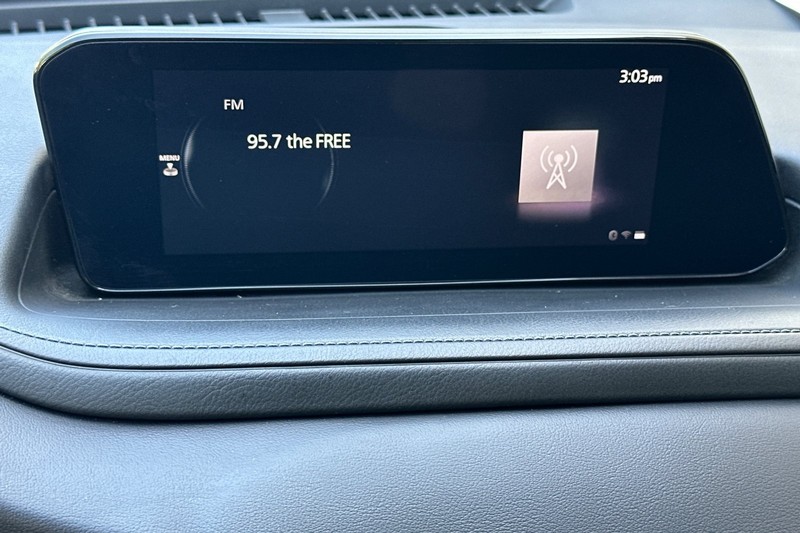 3:03pm
FM
95.7 the FREE
MENU